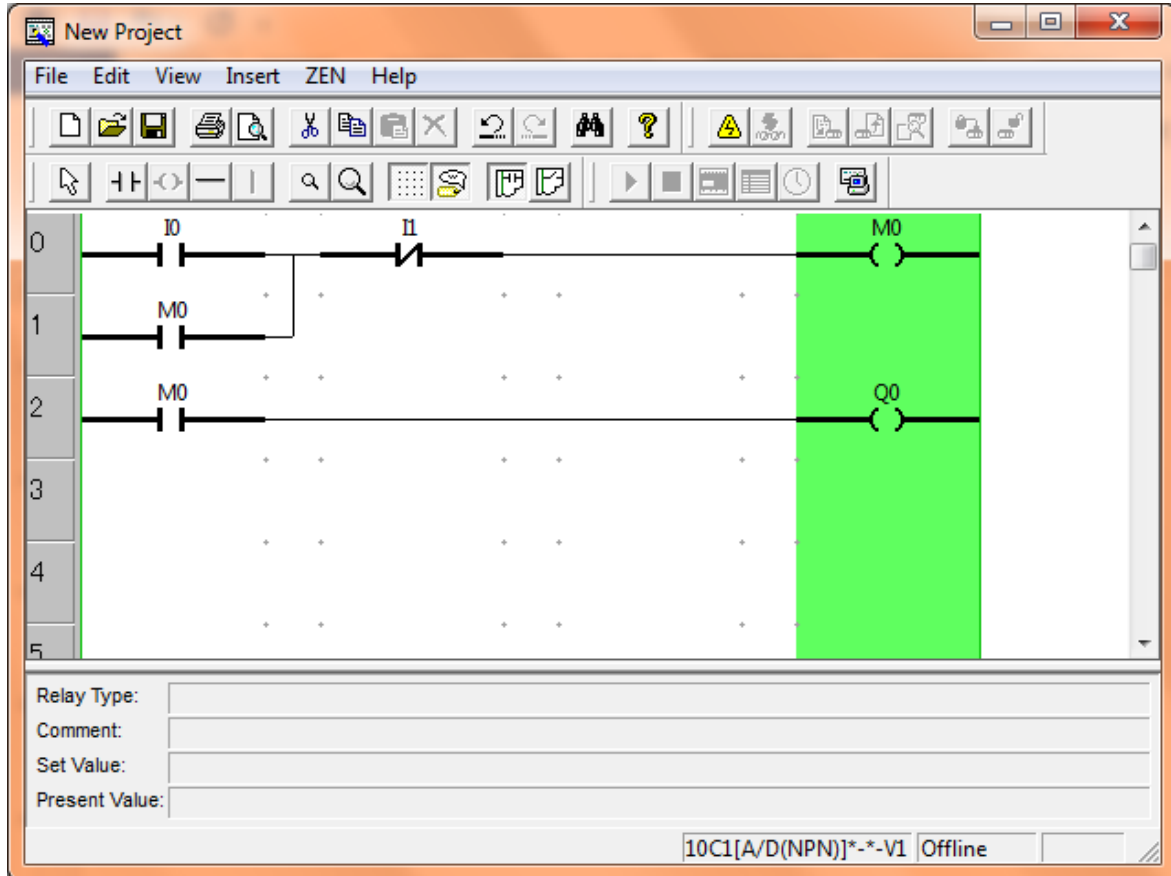 New Project
File Edit View Insert ZEN Help
0 I0 I1 M0
1 M0
2 M0 Q0
3
4
5
Relay Type:
Comment:
Set Value:
Present Value:
10C1[A/D(NPN)]*-*-V1 Offline